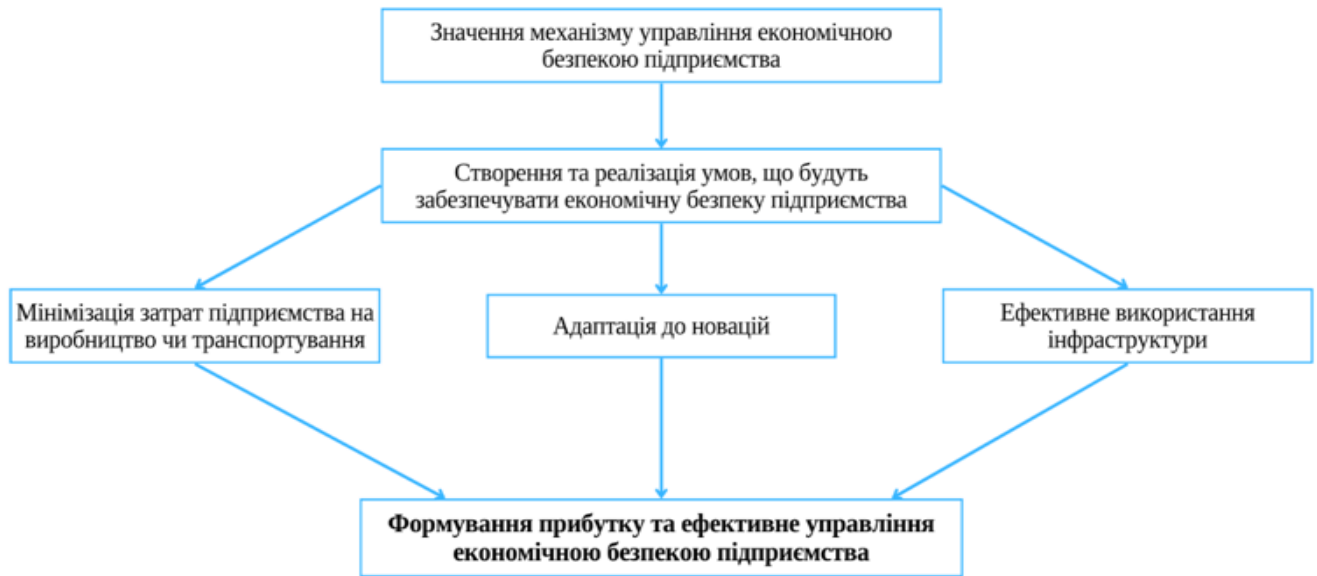 Значення механізму управління економічною
безпекою підприємства
Створення та реалізація умов, що будуть
забезпечувати економічну безпеку підприємства
Мінімізація затрат підприємства на
виробництво чи транспортування
Адаптація до новацій
Ефективне використання
інфраструктури
Формування прибутку та ефективне управління
економічною безпекою підприємства